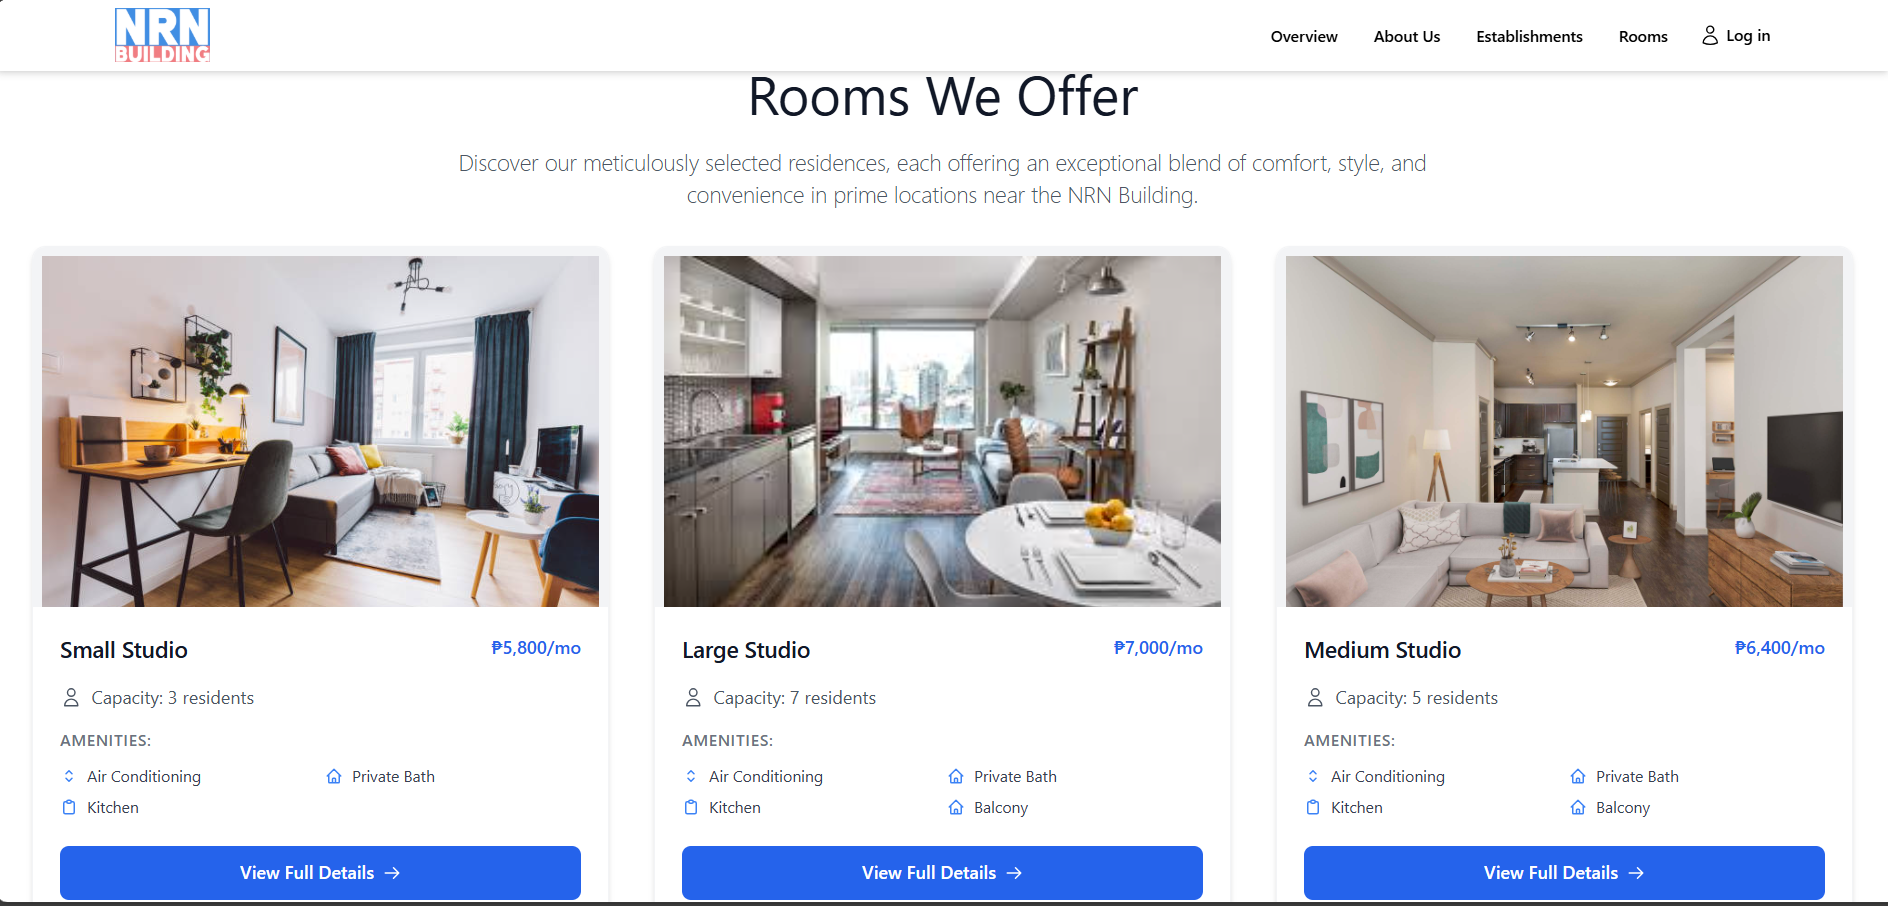 NRN
BUILDING
Overview
About Us
Establishments
Rooms
Log in
Rooms We Offer
Discover our meticulously selected residences, each offering an exceptional blend of comfort, style, and
convenience in prime locations near the NRN Building.
Small Studio
₱5,800/mo
Capacity: 3 residents
AMENITIES:
Air Conditioning
Private Bath
Kitchen
View Full Details →
Large Studio
₱7,000/mo
Capacity: 7 residents
AMENITIES:
Air Conditioning
Private Bath
Kitchen
Balcony
View Full Details →
Medium Studio
₱6,400/mo
Capacity: 5 residents
AMENITIES:
Air Conditioning
Private Bath
Kitchen
Balcony
View Full Details →